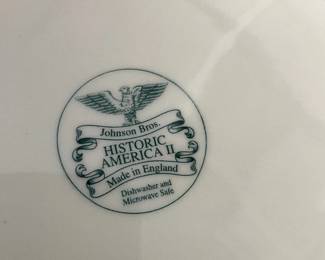 Johnson Bros.
HISTORIC
AMERICA II
Made in England
Dishwasher and
Microwave Safe